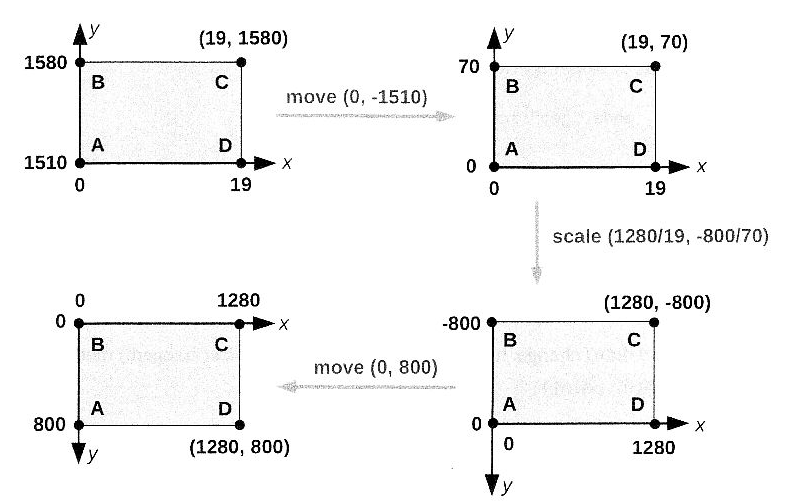 y
(19, 1580)
1580
B C
move (0, -1510)
A D
1510
x
0 19
y
(19, 70)
70
B C
A D
0
x
0 19
scale (1280/19, -800/70)
0 1280
0
x
B C
move (0, 800)
A D
800
(1280, 800)
y
(1280, -800)
-800
B C
A D
0
x
0 1280
y